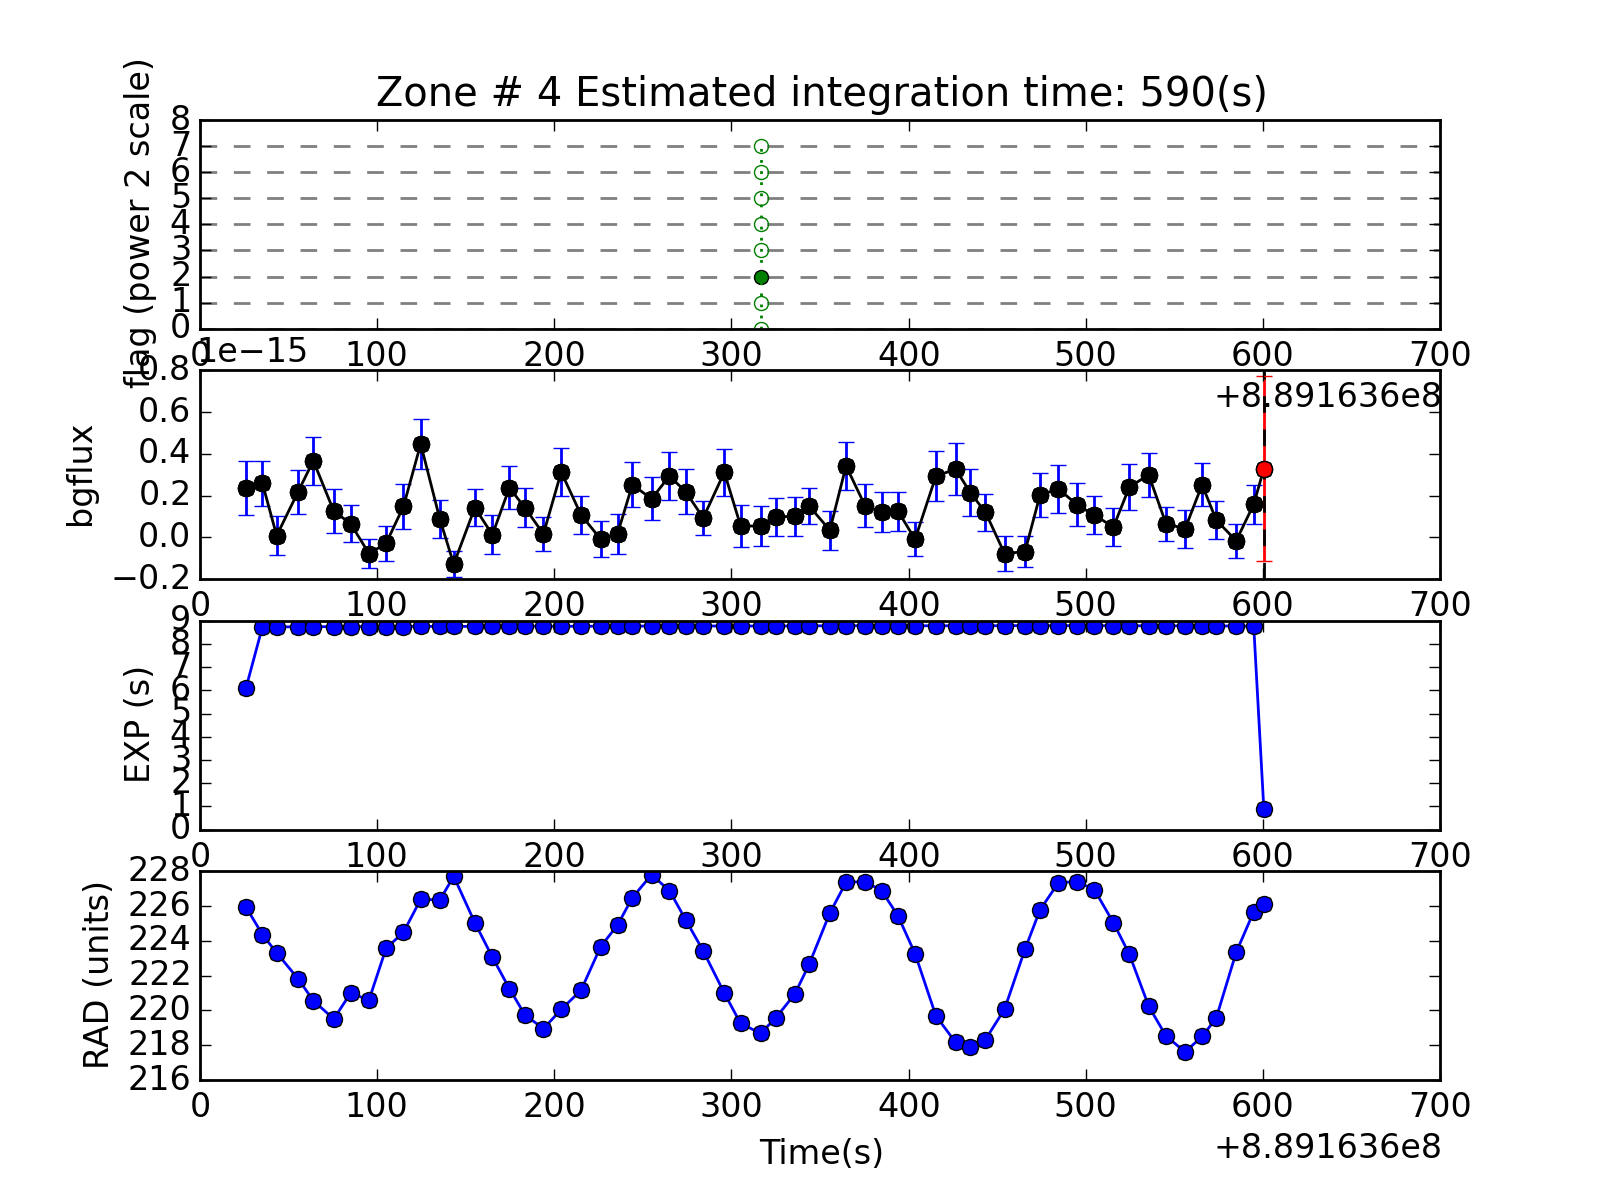 Zone # 4 Estimated integration time: 590(s)
flag (power 2 scale)
8
7
6
5
4
3
2
1
0
0 100 200 300 400 500 600 700
1e−15
+8.891636e8
bgflux
0.8
0.6
0.4
0.2
0.0
−0.2
0 100 200 300 400 500 600 700
EXP (s)
9
8
7
6
5
4
3
2
1
0
0 100 200 300 400 500 600 700
RAD (units)
228
226
224
222
220
218
216
0 100 200 300 400 500 600 700
Time(s)
+8.891636e8